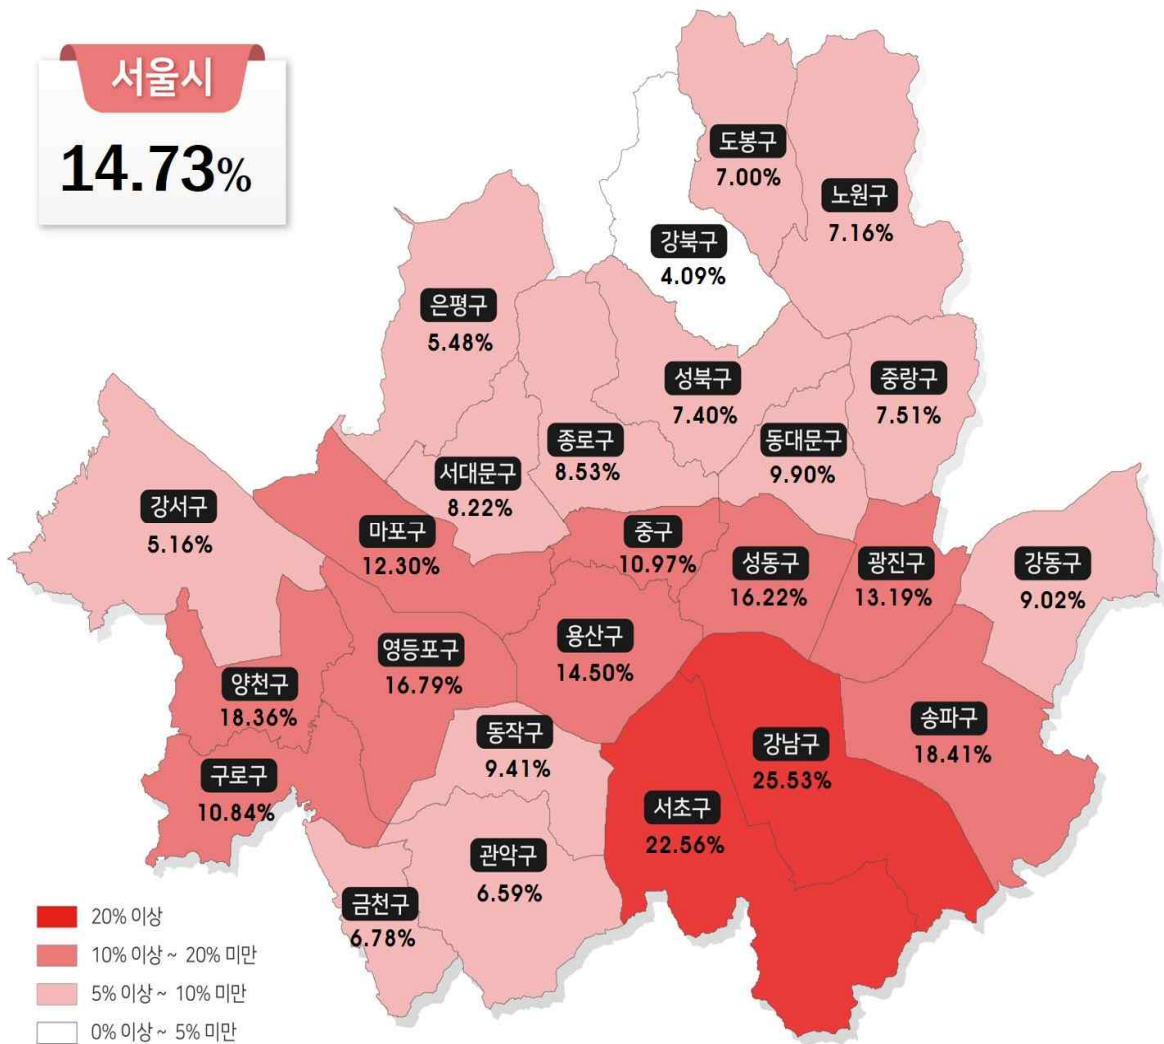 서울시
14.73%
도봉구
7.00%
노원구
7.16%
강북구
4.09%
은평구
5.48%
성북구
7.40%
중랑구
7.51%
종로구
8.53%
동대문구
9.90%
서대문구
8.22%
강서구
5.16%
마포구
12.30%
중구
10.97%
성동구
16.22%
광진구
13.19%
강동구
9.02%
영등포구
16.79%
용산구
14.50%
양천구
18.36%
동작구
9.41%
강남구
25.53%
송파구
18.41%
구로구
10.84%
서초구
22.56%
관악구
6.59%
금천구
6.78%
20% 이상
10% 이상 ~ 20% 미만
5% 이상 ~ 10% 미만
0% 이상 ~ 5% 미만